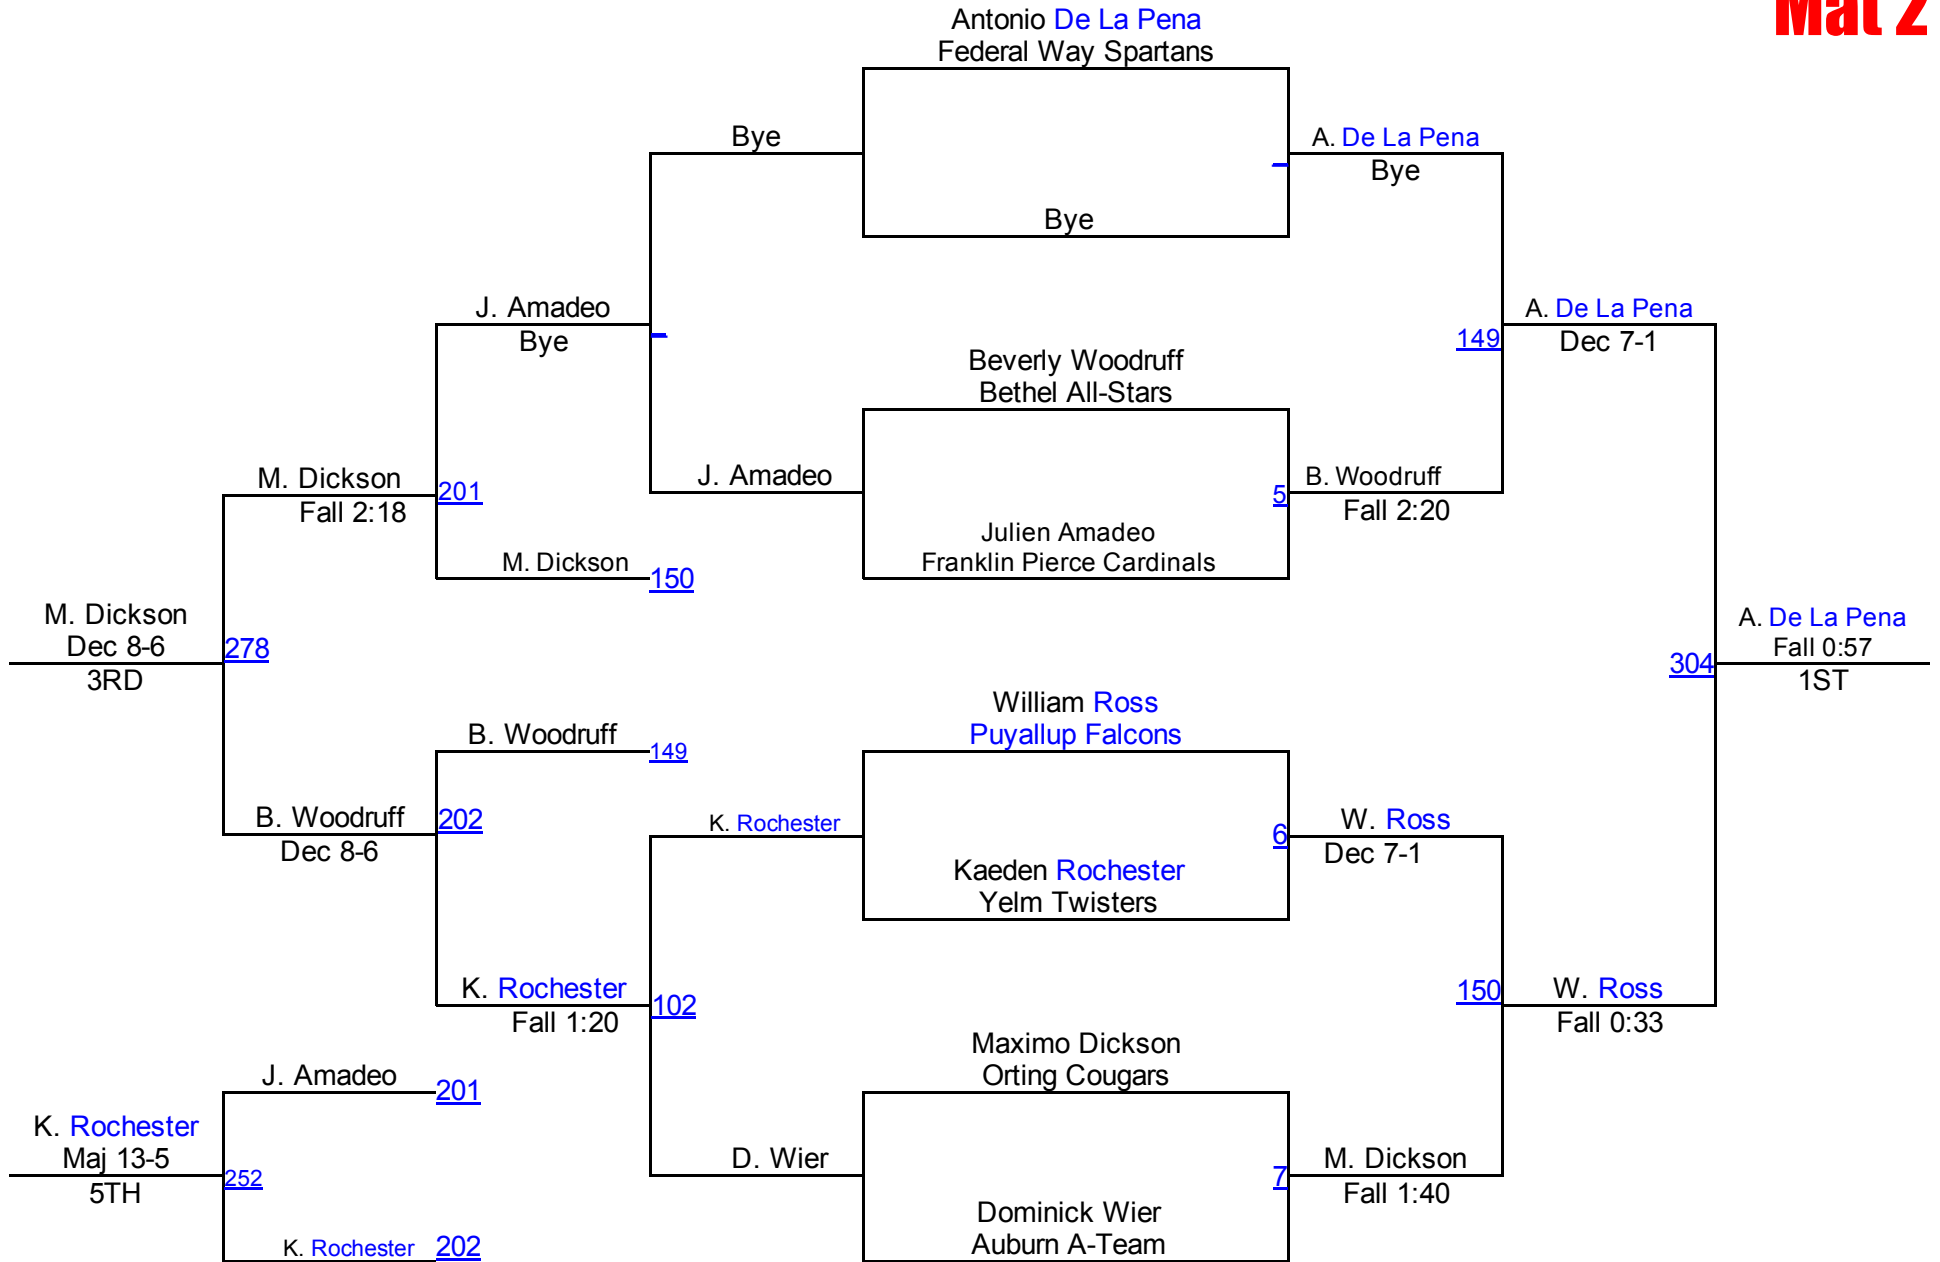 Mat 2
Antonio De La Pena
Federal Way Spartans
Bye
A. De La Pena
Bye
Bye
J. Amadeo
Bye
A. De La Pena
Dec 7-1
149
Beverly Woodruff
Bethel All-Stars
M. Dickson
Fall 2:18
201
J. Amadeo
5
B. Woodruff
Fall 2:20
Julien Amadeo
Franklin Pierce Cardinals
M. Dickson
150
M. Dickson
Dec 8-6
3RD
278
A. De La Pena
Fall 0:57
1ST
304
William Ross
Puyallup Falcons
B. Woodruff
149
B. Woodruff
Dec 8-6
202
K. Rochester
6
W. Ross
Dec 7-1
Kaeden Rochester
Yelm Twisters
K. Rochester
Fall 1:20
102
150
W. Ross
Fall 0:33
Maximo Dickson
Orting Cougars
J. Amadeo
201
K. Rochester
Maj 13-5
5TH
252
D. Wier
7
M. Dickson
Fall 1:40
Dominick Wier
Auburn A-Team
K. Rochester
202